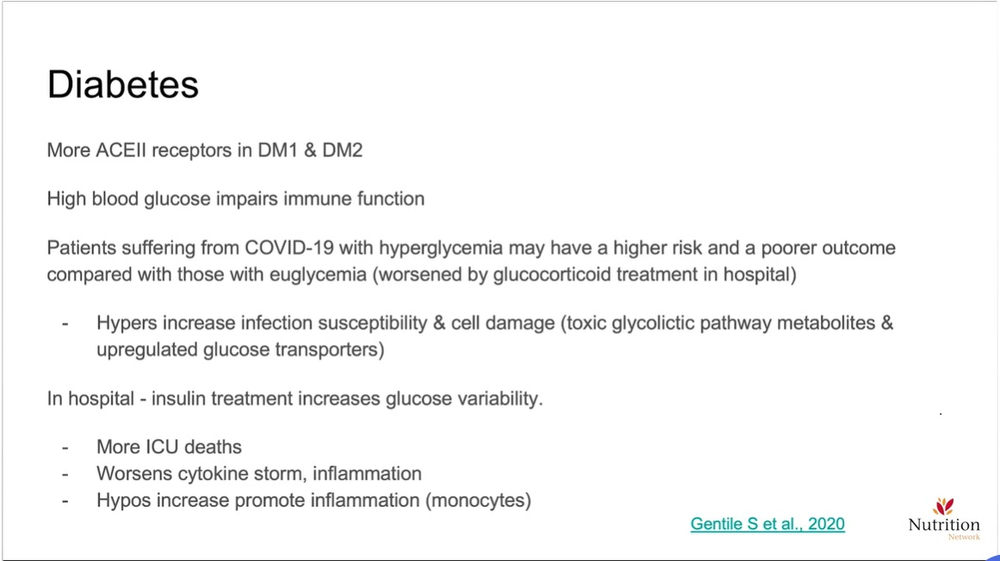 Diabetes
More ACEII receptors in DM1 & DM2
High blood glucose impairs immune function
Patients suffering from COVID-19 with hyperglycemia may have a higher risk and a poorer outcome
compared with those with euglycemia (worsened by glucocorticoid treatment in hospital)
- Hypers increase infection susceptibility & cell damage (toxic glycolictic pathway metabolites &
upregulated glucose transporters)
In hospital - insulin treatment increases glucose variability.
- More ICU deaths
- Worsens cytokine storm, inflammation
- Hypos increase promote inflammation (monocytes)
Gentile S et al., 2020
Nutrition
Network